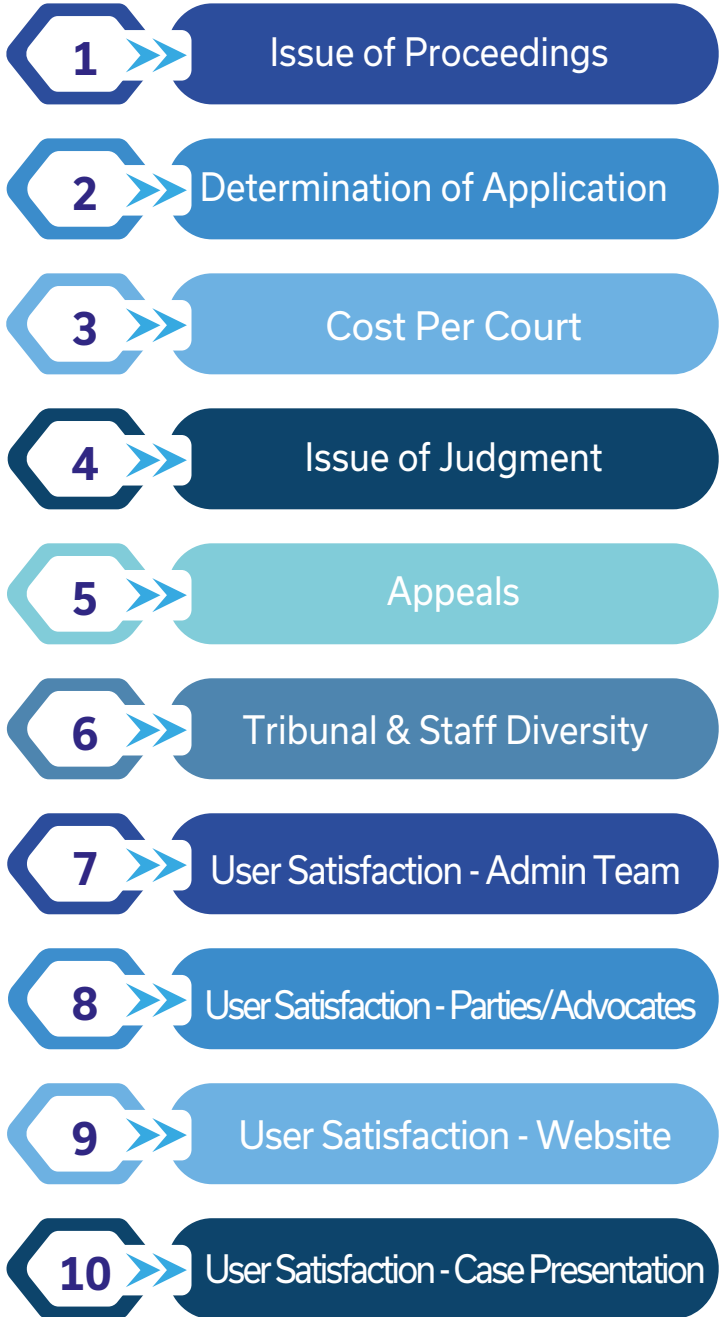 1 Issue of Proceedings
2 Determination of Application
3 Cost Per Court
4 Issue of Judgment
5 Appeals
6 Tribunal & Staff Diversity
7 User Satisfaction - Admin Team
8 User Satisfaction - Parties/Advocates
9 User Satisfaction - Website
10 User Satisfaction - Case Presentation